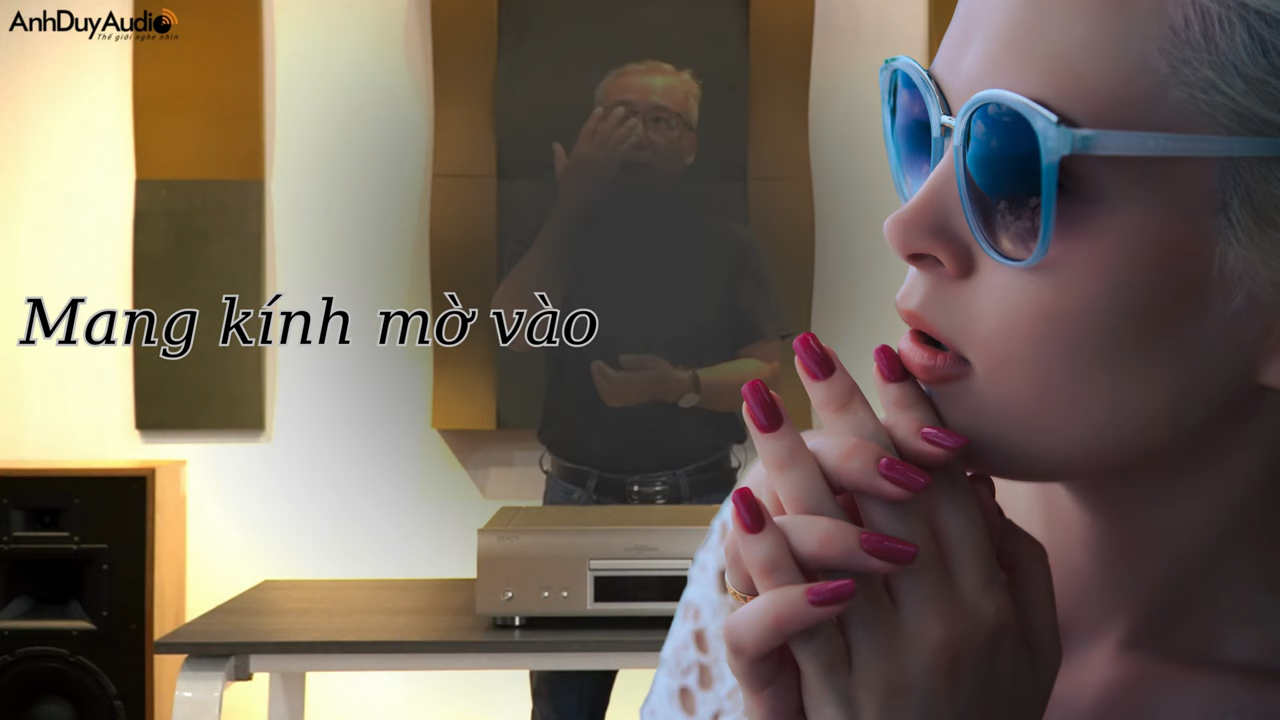 AnhDuyAudio
Thế giới nghe nhìn
Mang kính mờ vào